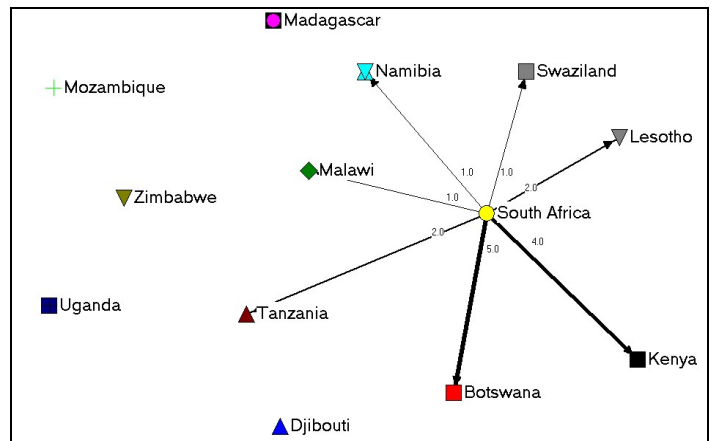 Madagascar
Namibia
Swaziland
Mozambique
Lesotho
Malawi
1.0
1.0
2.0
Zimbabwe
1.0
South Africa
2.0
5.0
4.0
Uganda
Tanzania
Kenya
Botswana
Djibouti